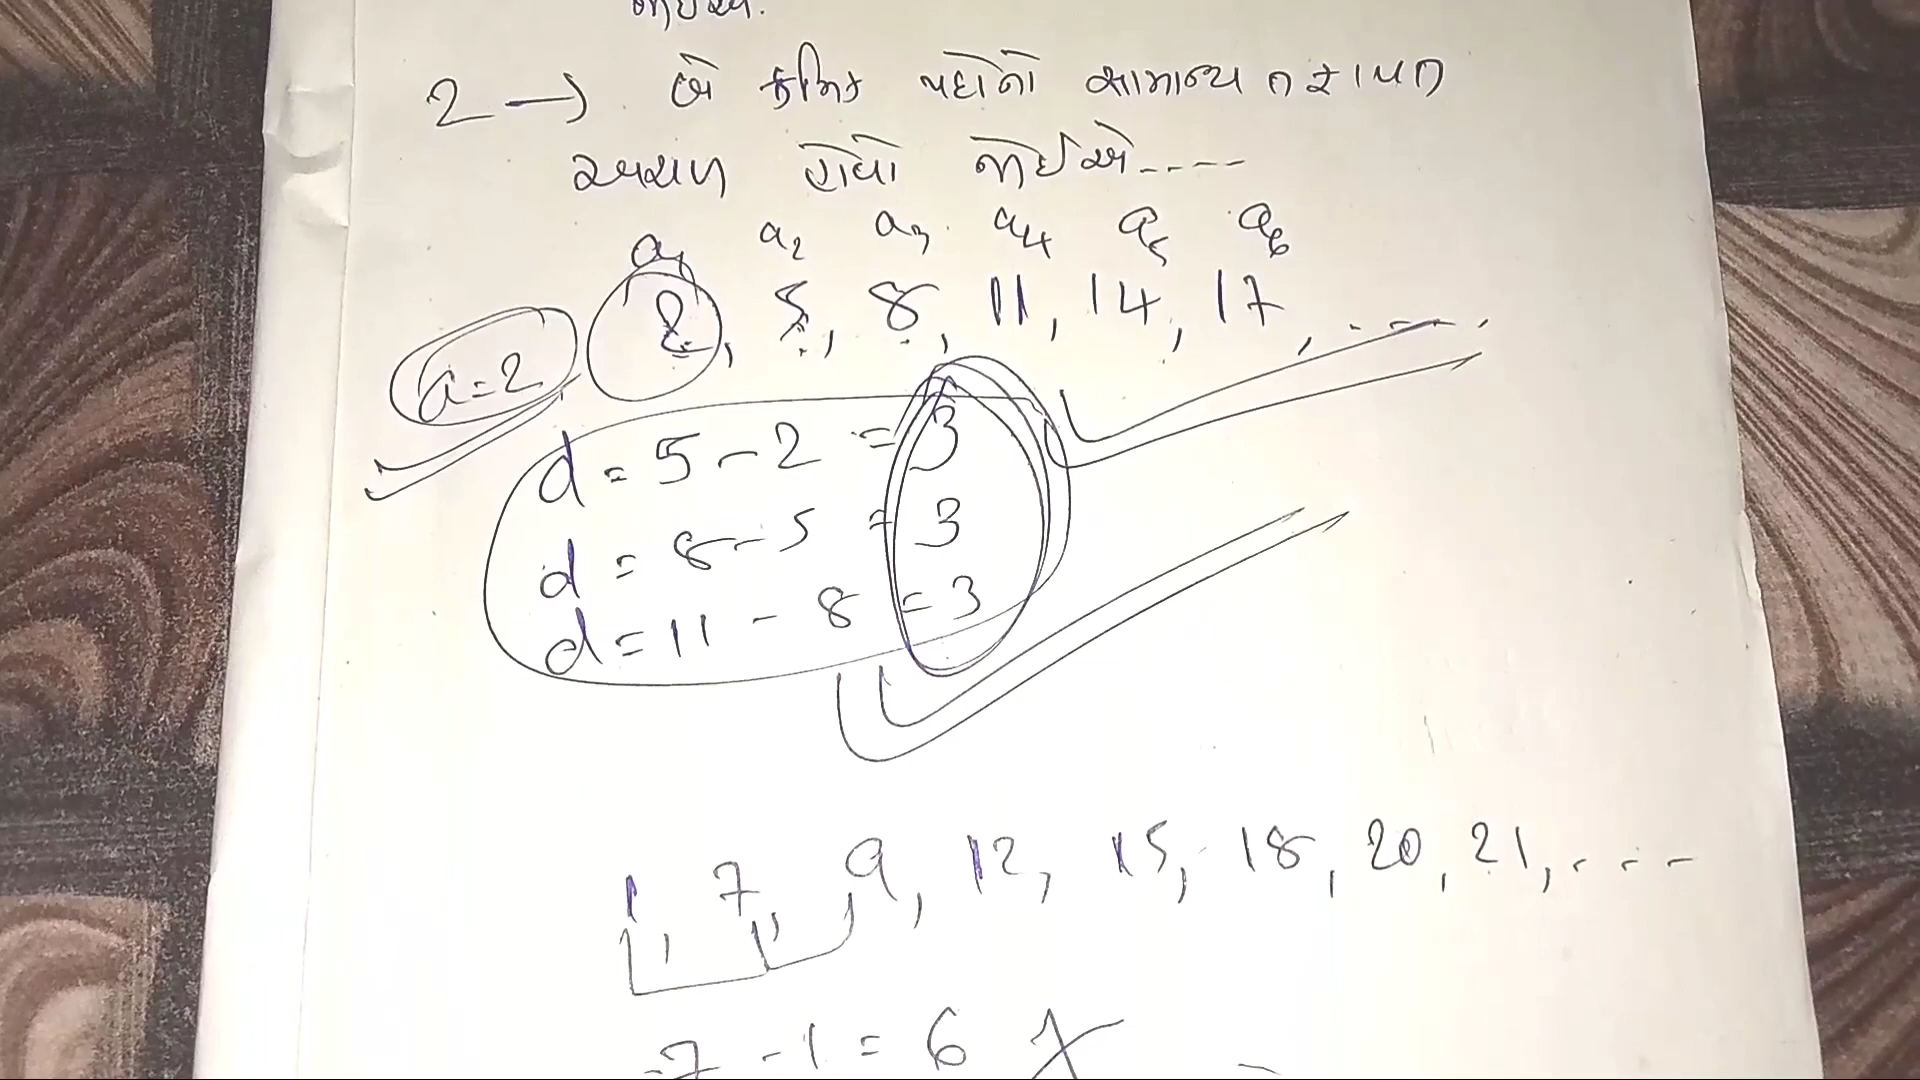 જોઇએ.
2 → બે ક્રમિક પદોનો સામાન્ય તફાવત
સમાન હોવો જોઈએ....
a1 a2 a3 a4 a5 a6
2, 5, 8, 11, 14, 17, ....
a=2
d = 5 - 2 = 3
d = 8 - 5 = 3
d = 11 - 8 = 3
1, 7, 9, 12, 15, 18, 20, 21, ...
7 - 1 = 6 ✗